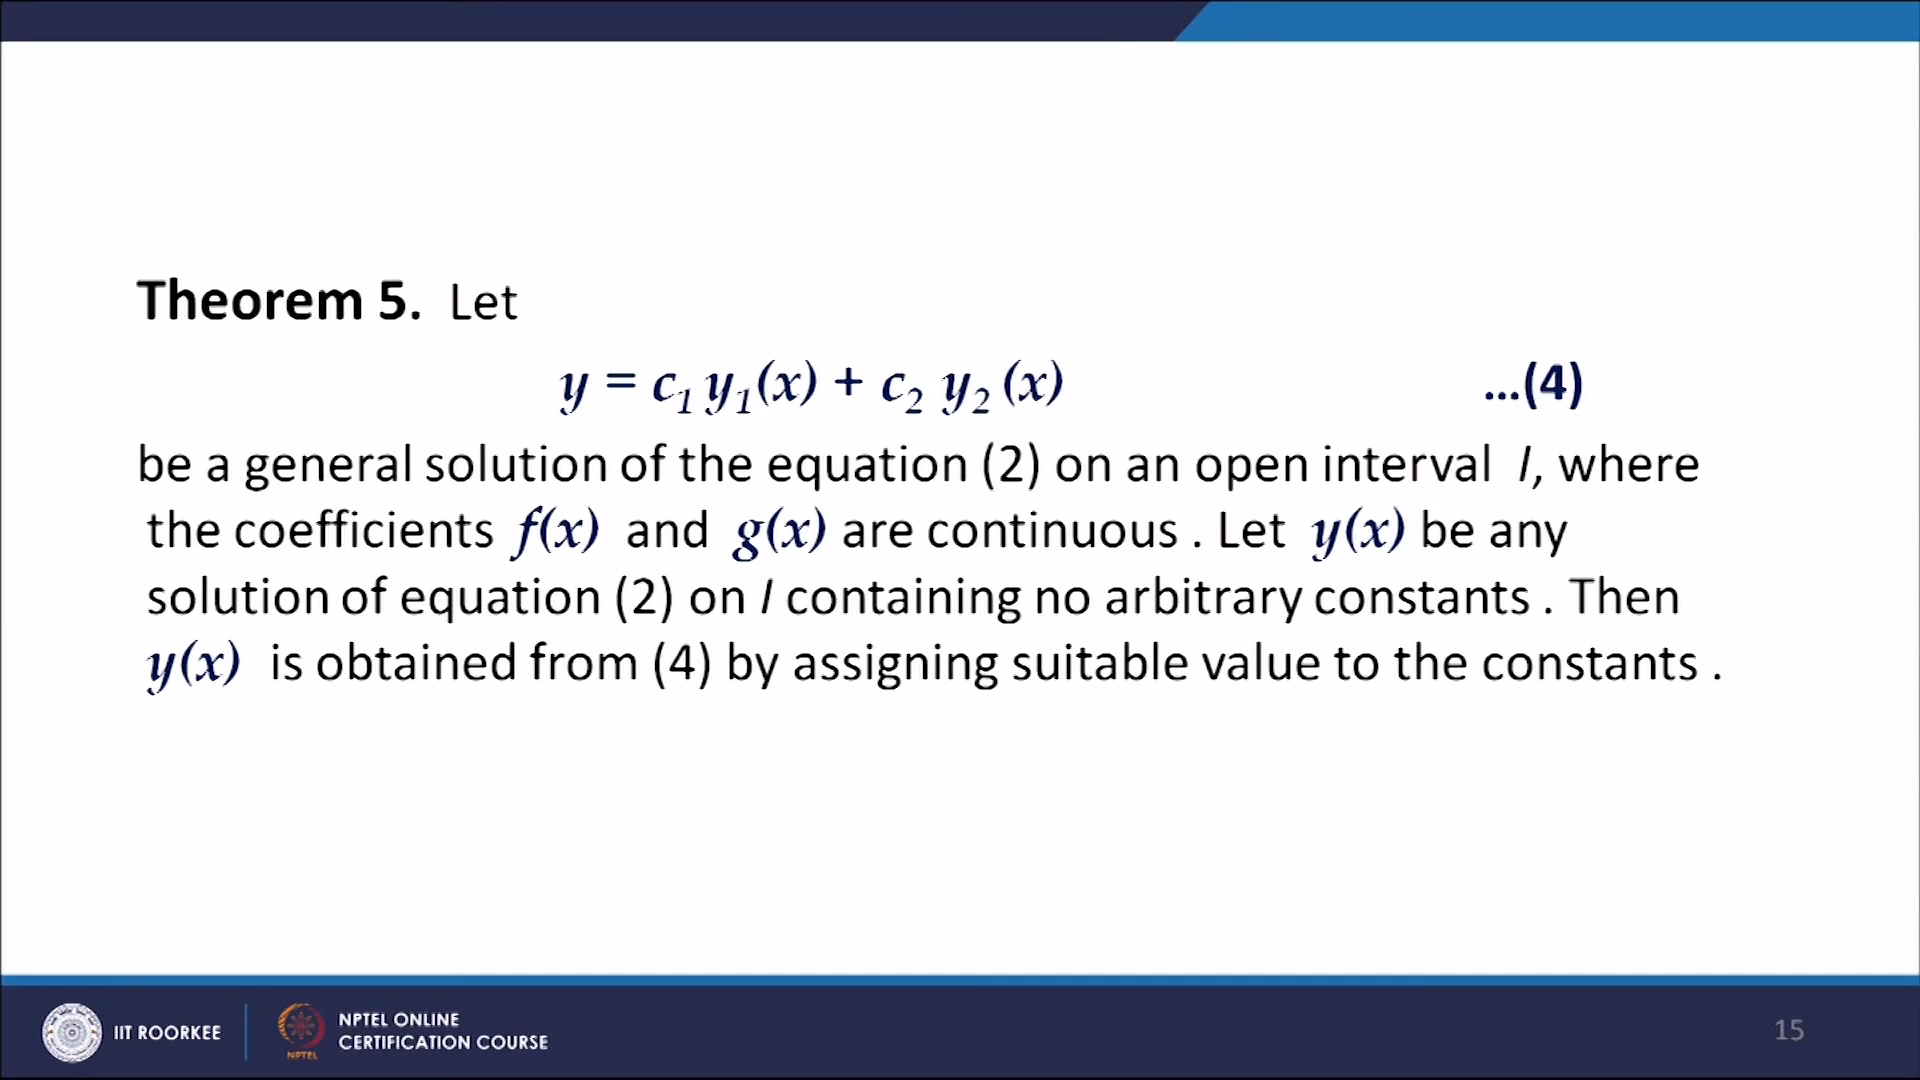 Theorem 5. Let
y = c₁ y₁(x) + c₂ y₂ (x) ...(4)
be a general solution of the equation (2) on an open interval I, where
the coefficients f(x) and g(x) are continuous . Let y(x) be any
solution of equation (2) on I containing no arbitrary constants . Then
y(x) is obtained from (4) by assigning suitable value to the constants .
IIT ROORKEE
NPTEL
NPTEL ONLINE
CERTIFICATION COURSE
15